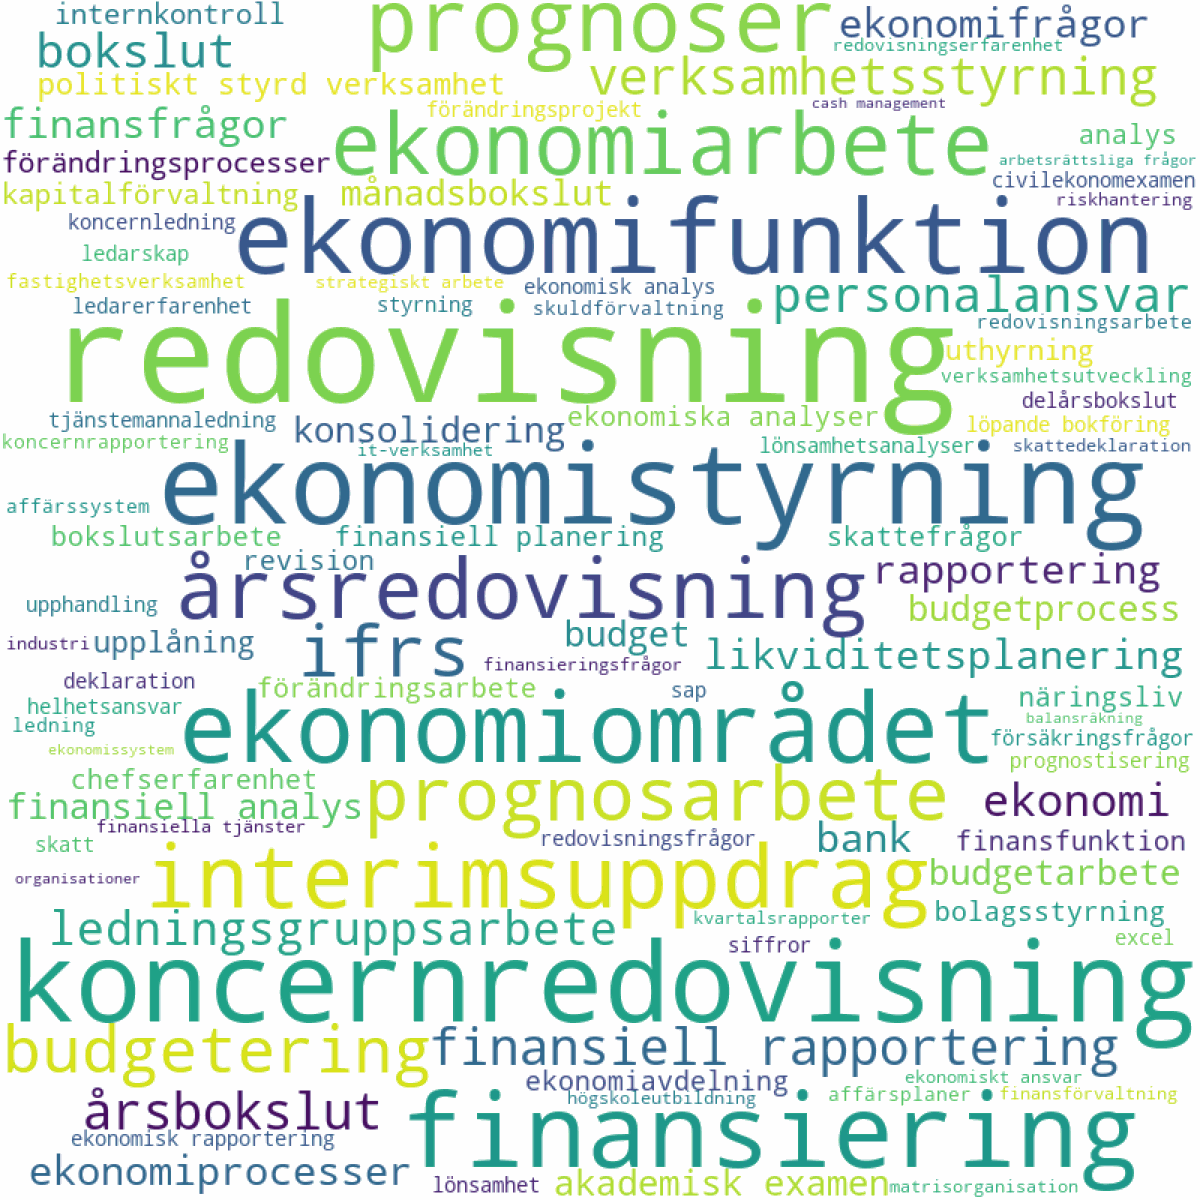 internkontroll
prognoser
ekonomifrågor
redovisningserfarenhet
bokslut
politiskt styrd verksamhet
verksamhetsstyrning
förändringsprojekt
cash management
finansfrågor
ekonomiarbete
analys
förändringsprocesser
arbetsrättsliga frågor
civilekonomexamen
kapitalförvaltning
månadsbokslut
riskhantering
koncernledning
ekonomifunktion
ledarskap
fastighetsverksamhet
strategiskt arbete
ekonomisk analys
personalansvar
ledarerfarenhet
styrning
skuldförvaltning
redovisning
redovisningsarbete
uthyrning
verksamhetsutveckling
delårsbokslut
tjänstemannaledning
konsolidering
ekonomiska analyser
löpande bokföring
koncernrapportering
it-verksamhet
lönsamhetsanalyser
skattedeklaration
ekonomistyrning
affärssystem
bokslutsarbete
finansiell planering
skattefrågor
revision
årsredovisning
rapportering
upphandling
budgetprocess
industri
upplåning
ifrs
budget
likviditetsplanering
finansieringsfrågor
deklaration
förändringsarbete
sap
näringsliv
helhetsansvar
balansräkning
ledning
ekonomiområdet
försäkringsfrågor
ekonomissystem
prognostisering
chefserfarenhet
prognosarbete
ekonomi
finansiell analys
finansiella tjänster
redovisningsfrågor
bank
finansfunktion
skatt
interimsuppdrag
budgetarbete
organisationer
ledningsgruppsarbete
kvartalsrapporter
bolagsstyrning
siffror
excel
koncernredovisning
budgetering
finansiell rapportering
ekonomiavdelning
ekonomiskt ansvar
årsbokslut
högskoleutbildning
affärsplaner
finansförvaltning
finansiering
ekonomisk rapportering
ekonomiprocesser
lönsamhet
akademisk examen
matrisorganisation